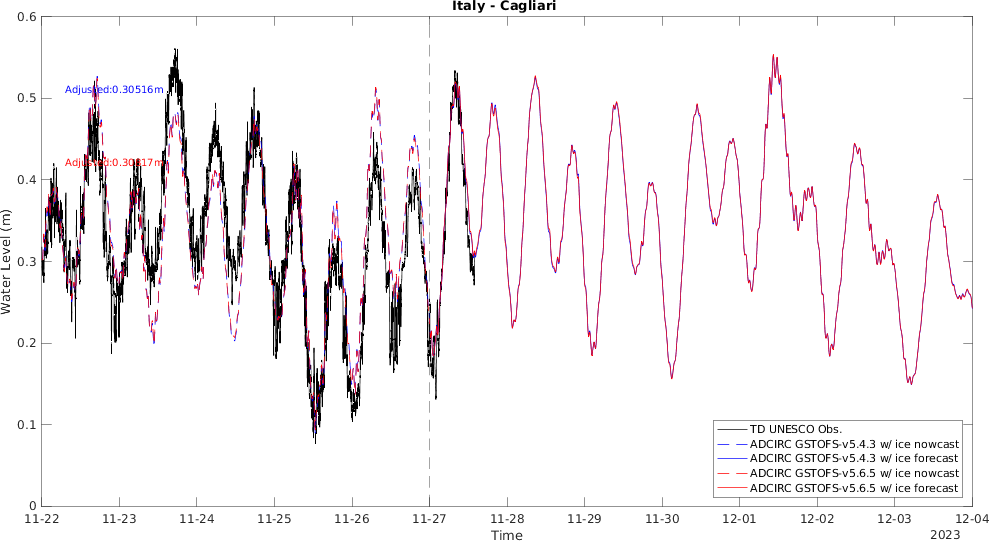 Italy - Cagliari
0.6
0.5
0.4
0.3
0.2
0.1
0
Water Level (m)
Adjusted:0.30516m
Adjusted:0.30817m
TD UNESCO Obs.
ADCIRC GSTOFS-v5.4.3 w/ ice nowcast
ADCIRC GSTOFS-v5.4.3 w/ ice forecast
ADCIRC GSTOFS-v5.6.5 w/ ice nowcast
ADCIRC GSTOFS-v5.6.5 w/ ice forecast
11-22 11-23 11-24 11-25 11-26 11-27 11-28 11-29 11-30 12-01 12-02 12-03 12-04
Time
2023